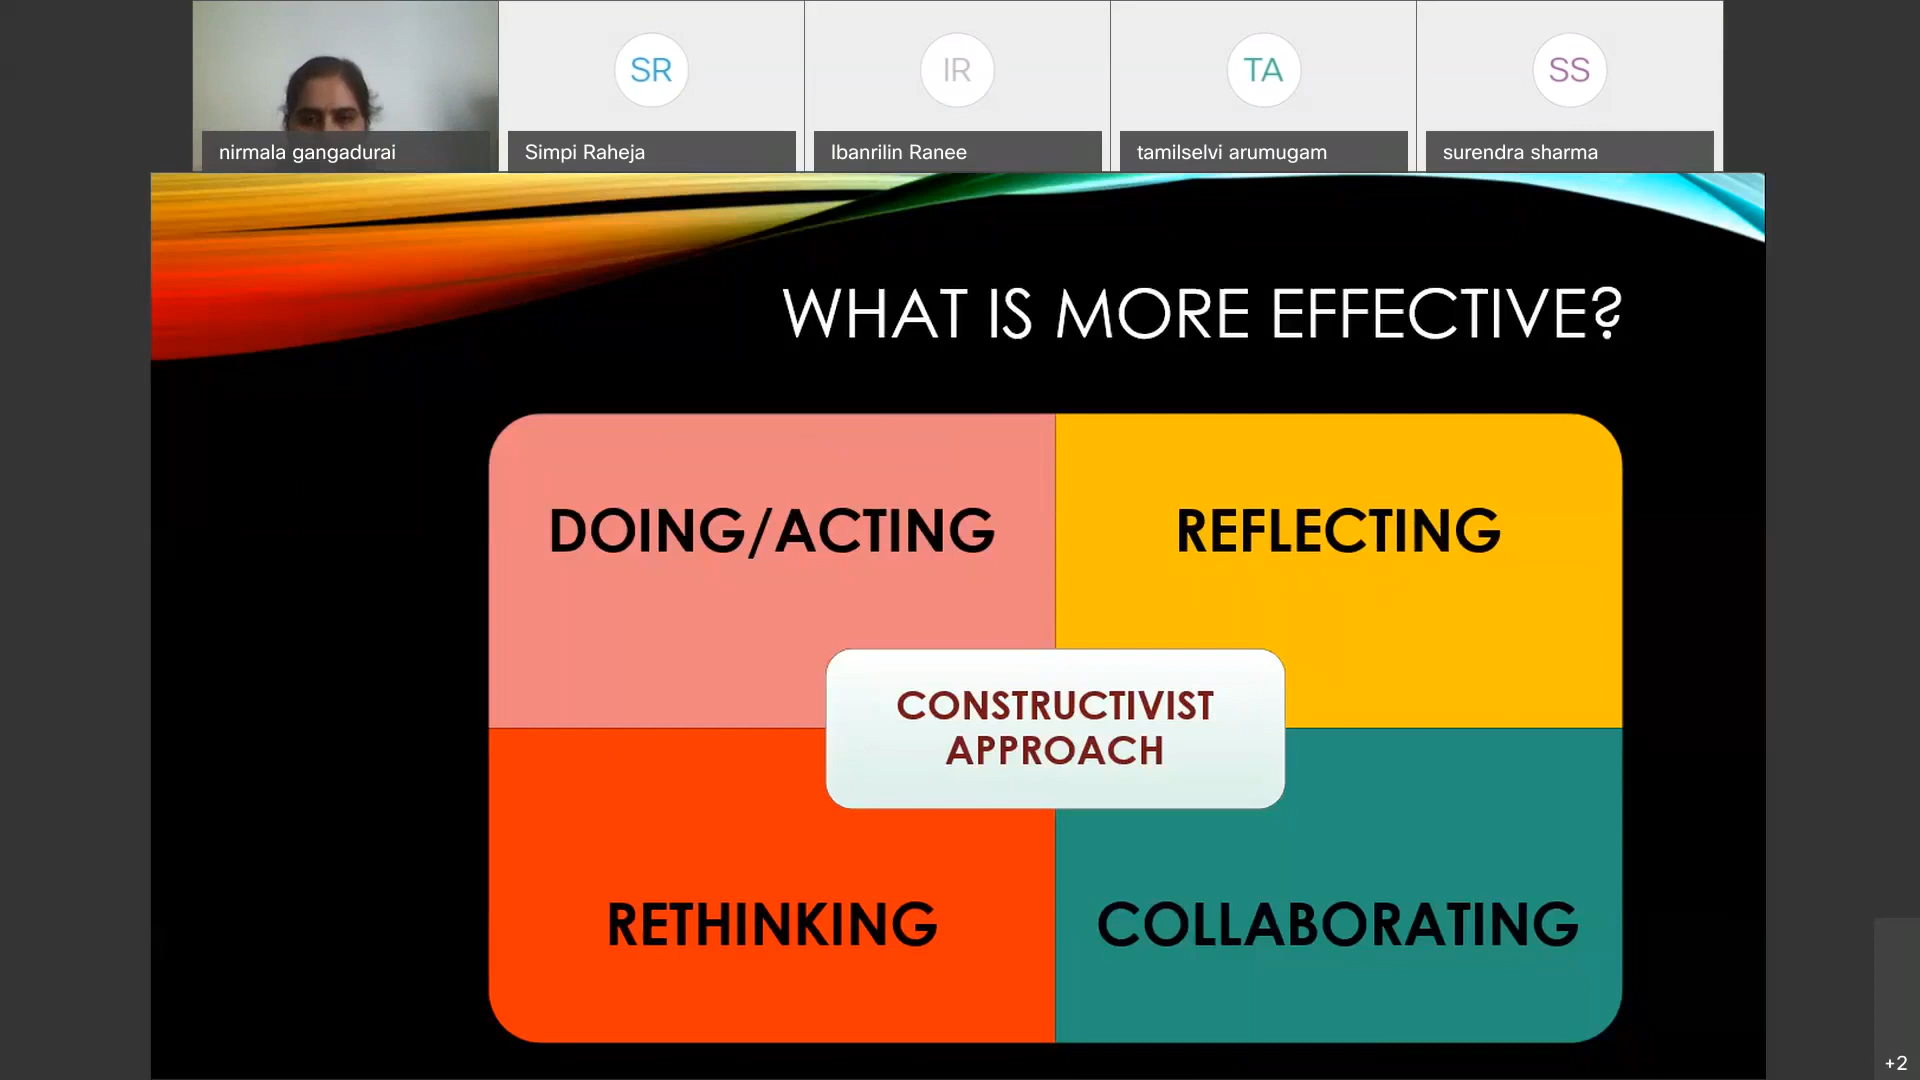 SR
IR
TA
SS
nirmala gangadurai
Simpi Raheja
Ibanrilin Ranee
tamilselvi arumugam
surendra sharma
WHAT IS MORE EFFECTIVE?
DOING/ACTING
REFLECTING
CONSTRUCTIVIST
APPROACH
RETHINKING
COLLABORATING
+2